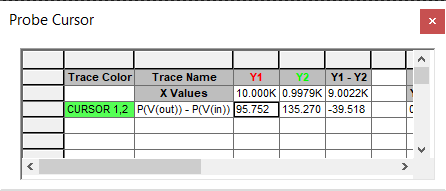 Probe Cursor
Trace Color Trace Name Y1 Y2 Y1 - Y2
X Values 10.000K 0.9979K 9.0022K
CURSOR 1,2 P(V(out)) - P(V(in)) 95.752 135.270 -39.518